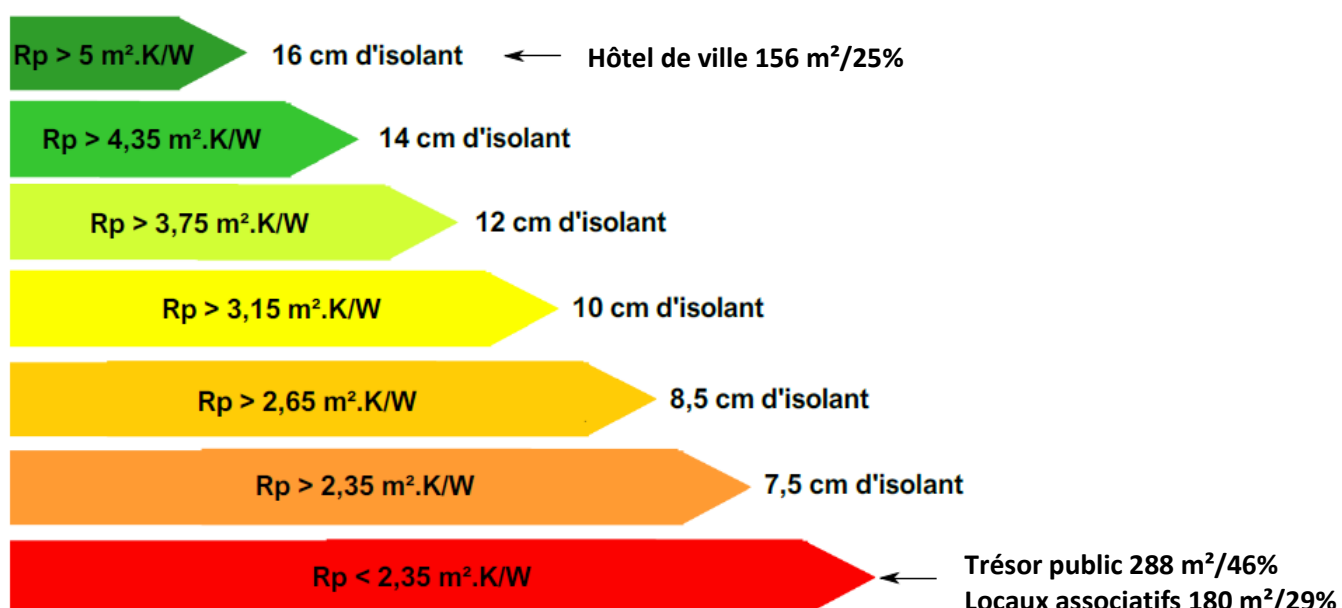 Rp > 5 m².K/W 16 cm d'isolant Hôtel de ville 156 m²/25%
Rp > 4,35 m².K/W 14 cm d'isolant
Rp > 3,75 m².K/W 12 cm d'isolant
Rp > 3,15 m².K/W 10 cm d'isolant
Rp > 2,65 m².K/W 8,5 cm d'isolant
Rp > 2,35 m².K/W 7,5 cm d'isolant
Rp < 2,35 m².K/W Trésor public 288 m²/46%
Locaux associatifs 180 m²/29%